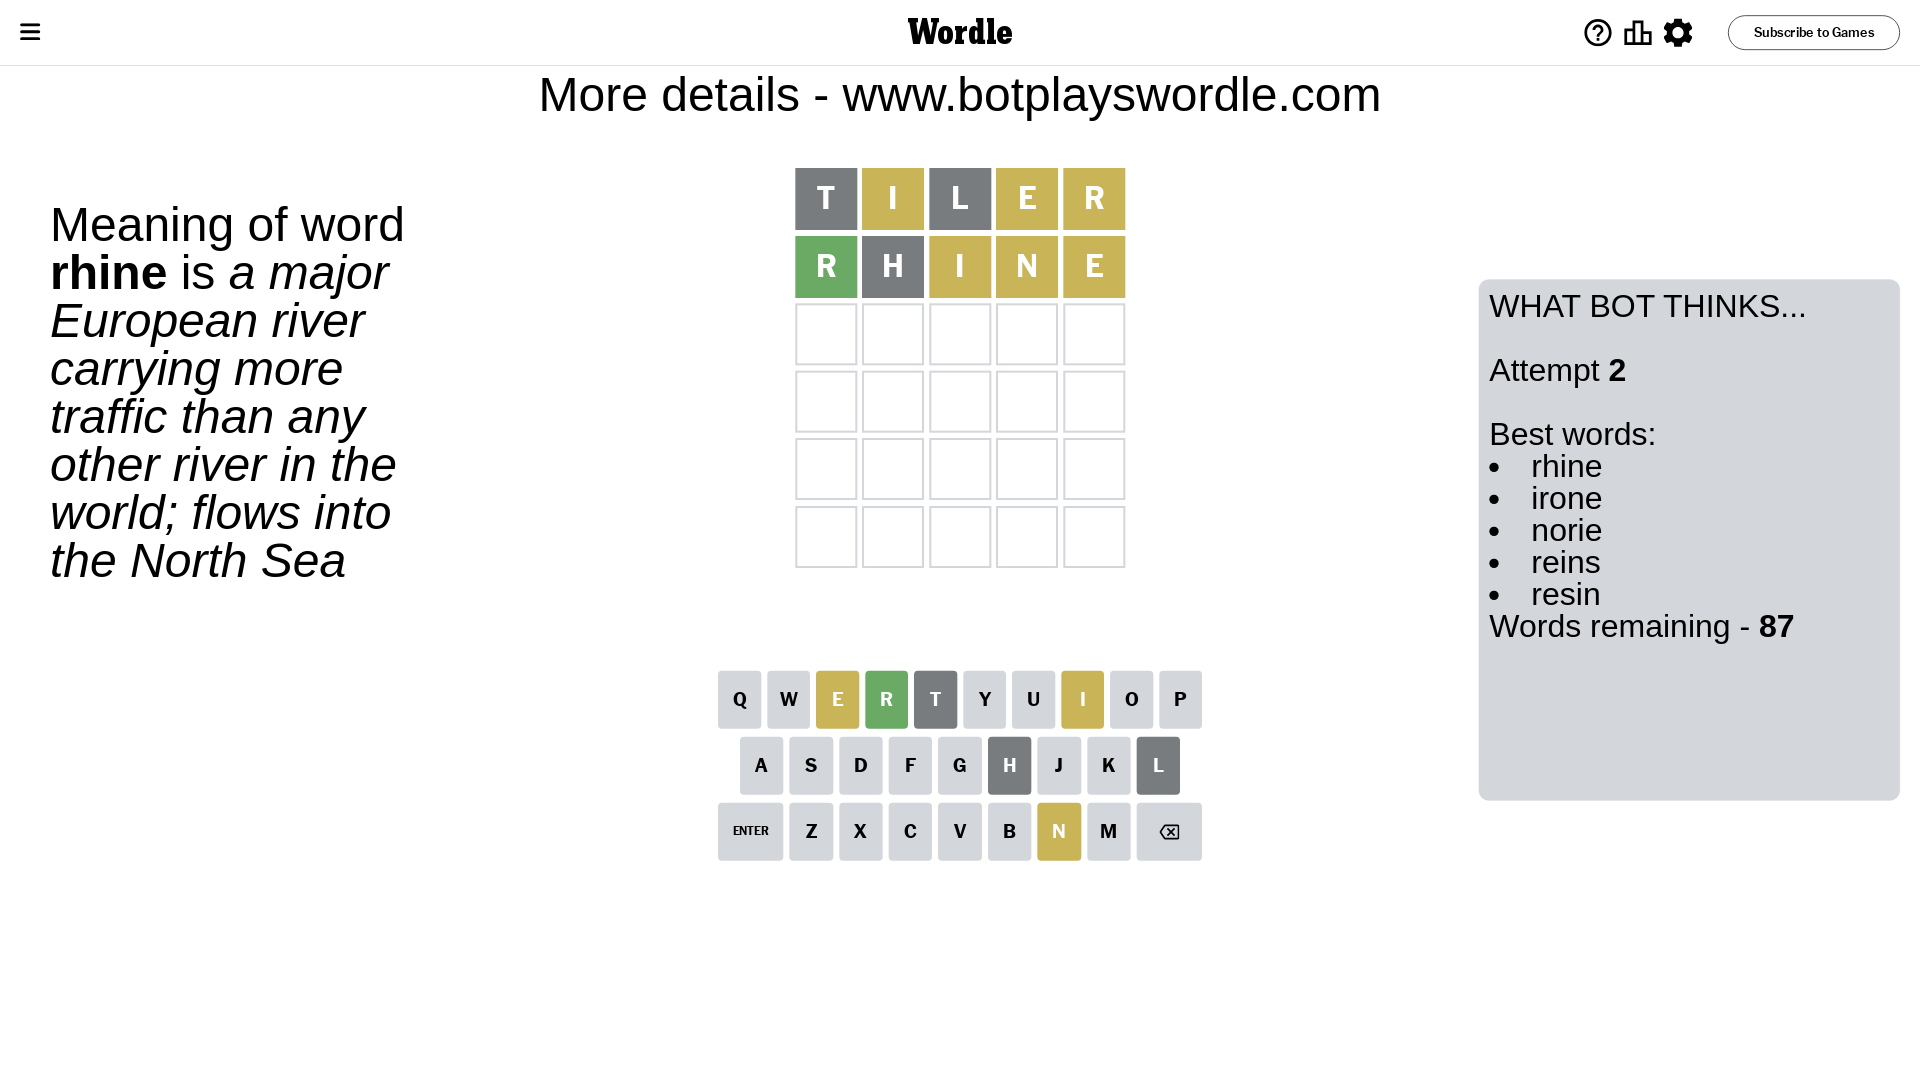 Wordle
Subscribe to Games
More details - www.botplayswordle.com
Meaning of word
rhine is a major
European river
carrying more
traffic than any
other river in the
world; flows into
the North Sea
T I L E R
R H I N E
WHAT BOT THINKS...
Attempt 2
Best words:
• rhine
• irone
• norie
• reins
• resin
Words remaining - 87
Q W E R T Y U I O P
A S D F G H J K L
ENTER Z X C V B N M